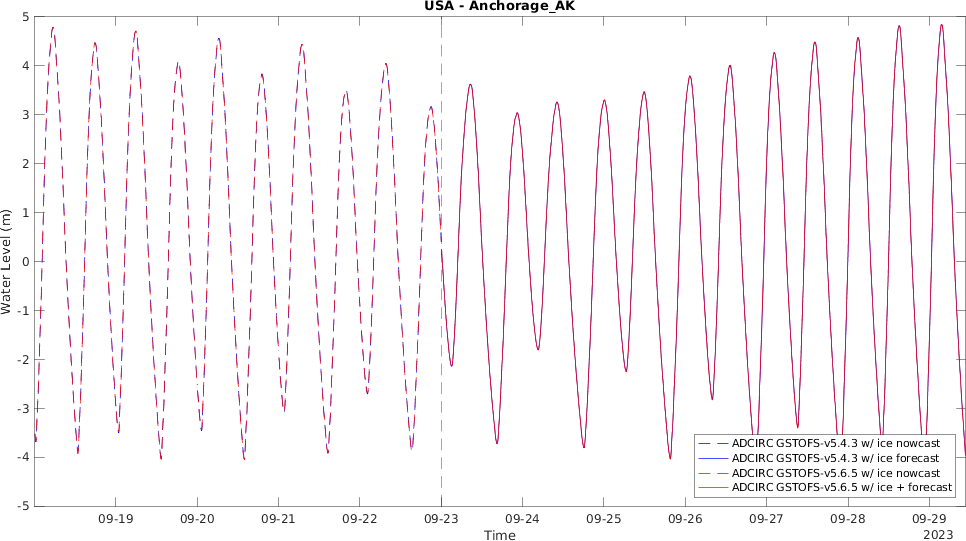 USA - Anchorage_AK
5
4
3
2
1
0
-1
-2
-3
-4
-5
Water Level (m)
ADCIRC GSTOFS-v5.4.3 w/ ice nowcast
ADCIRC GSTOFS-v5.4.3 w/ ice forecast
ADCIRC GSTOFS-v5.6.5 w/ ice nowcast
ADCIRC GSTOFS-v5.6.5 w/ ice + forecast
09-19 09-20 09-21 09-22 09-23 09-24 09-25 09-26 09-27 09-28 09-29
Time 2023